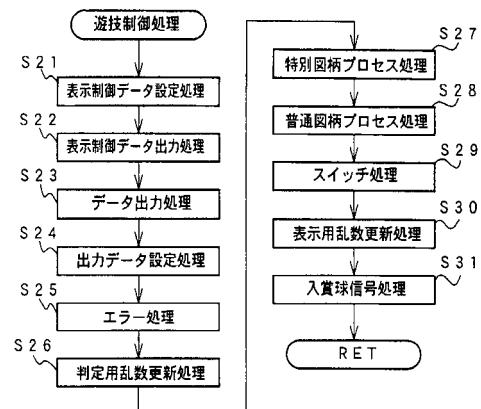 遊技制御処理
S21
表示制御データ設定処理
S22
表示制御データ出力処理
S23
データ出力処理
S24
出力データ設定処理
S25
エラー処理
S26
判定用乱数更新処理
S27
特別図柄プロセス処理
S28
普通図柄プロセス処理
S29
スイッチ処理
S30
表示用乱数更新処理
S31
入賞球信号処理
RET